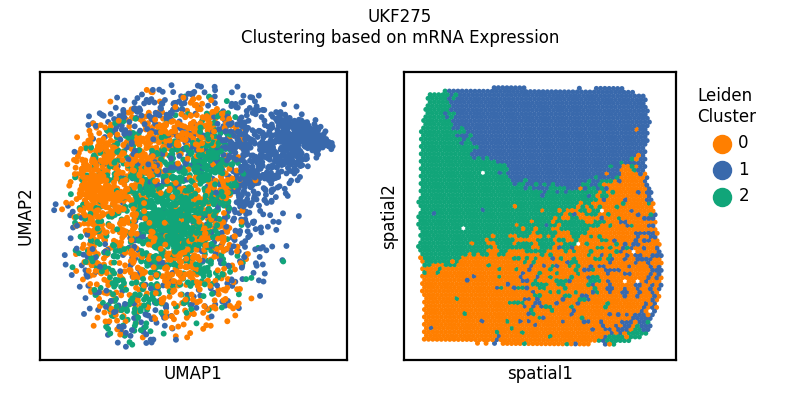 UKF275
Clustering based on mRNA Expression
UMAP2
UMAP1
spatial2
spatial1
Leiden
Cluster
0
1
2